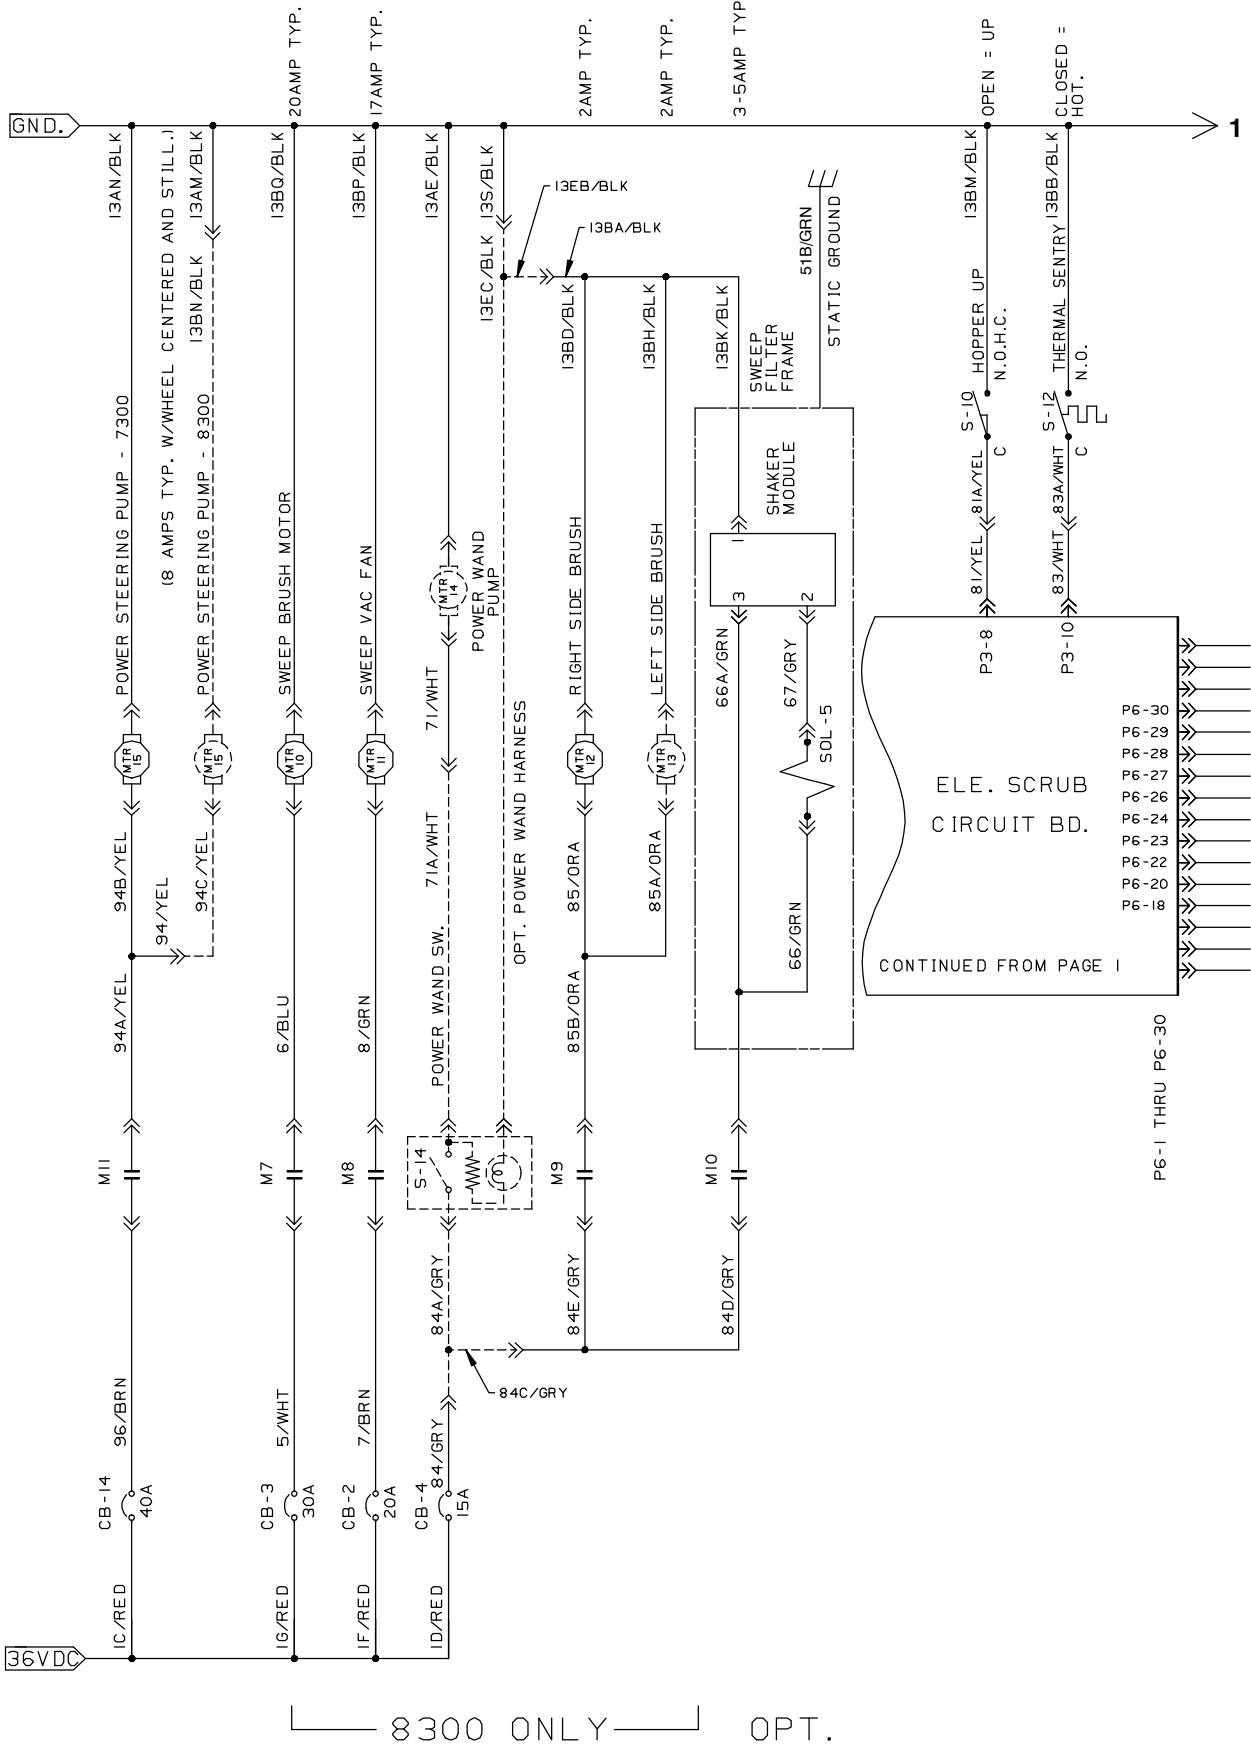 GND.
13AN/BLK
(8 AMPS TYP. W/WHEEL CENTERED AND STILL.)
13AM/BLK
20AMP TYP.
13BQ/BLK
17AMP TYP.
13BP/BLK
13AE/BLK
13S/BLK
2AMP TYP.
2AMP TYP.
3-5AMP TYP
OPEN = UP
13BM/BLK
CLOSED =
HOT.
13BB/BLK
1
13EB/BLK
13BA/BLK
13BN/BLK
13EC/BLK
13BD/BLK
13BH/BLK
13BK/BLK
51B/GRN
STATIC GROUND
SWEEP
FILTER
FRAME
HOPPER UP
N.O.H.C.
THERMAL SENTRY
N.O.
S-10
C
S-12
C
POWER STEERING PUMP - 7300
POWER STEERING PUMP - 8300
SWEEP BRUSH MOTOR
SWEEP VAC FAN
POWER WAND
PUMP
MTR
14
RIGHT SIDE BRUSH
LEFT SIDE BRUSH
SHAKER
MODULE
1
3
2
66A/GRN
67/GRY
81A/YEL
81/YEL
83A/WHT
83/WHT
P3-8
P3-10
MTR
15
MTR
15
MTR
10
MTR
11
71/WHT
OPT. POWER WAND HARNESS
MTR
12
MTR
13
SOL-5
P6-30
P6-29
P6-28
P6-27
P6-26
P6-24
P6-23
P6-22
P6-20
P6-18
ELE. SCRUB
CIRCUIT BD.
CONTINUED FROM PAGE 1
P6-1 THRU P6-30
94B/YEL
94/YEL
94C/YEL
71A/WHT
85/ORA
85A/ORA
66/GRN
94A/YEL
6/BLU
8/GRN
POWER WAND SW.
85B/ORA
M11
M7
M8
S-14
M9
M10
84A/GRY
84E/GRY
84D/GRY
84C/GRY
96/BRN
5/WHT
7/BRN
84/GRY
CB-14
40A
CB-3
30A
CB-2
20A
CB-4
15A
1C/RED
1G/RED
1F/RED
1D/RED
36VDC
8300 ONLY
OPT.